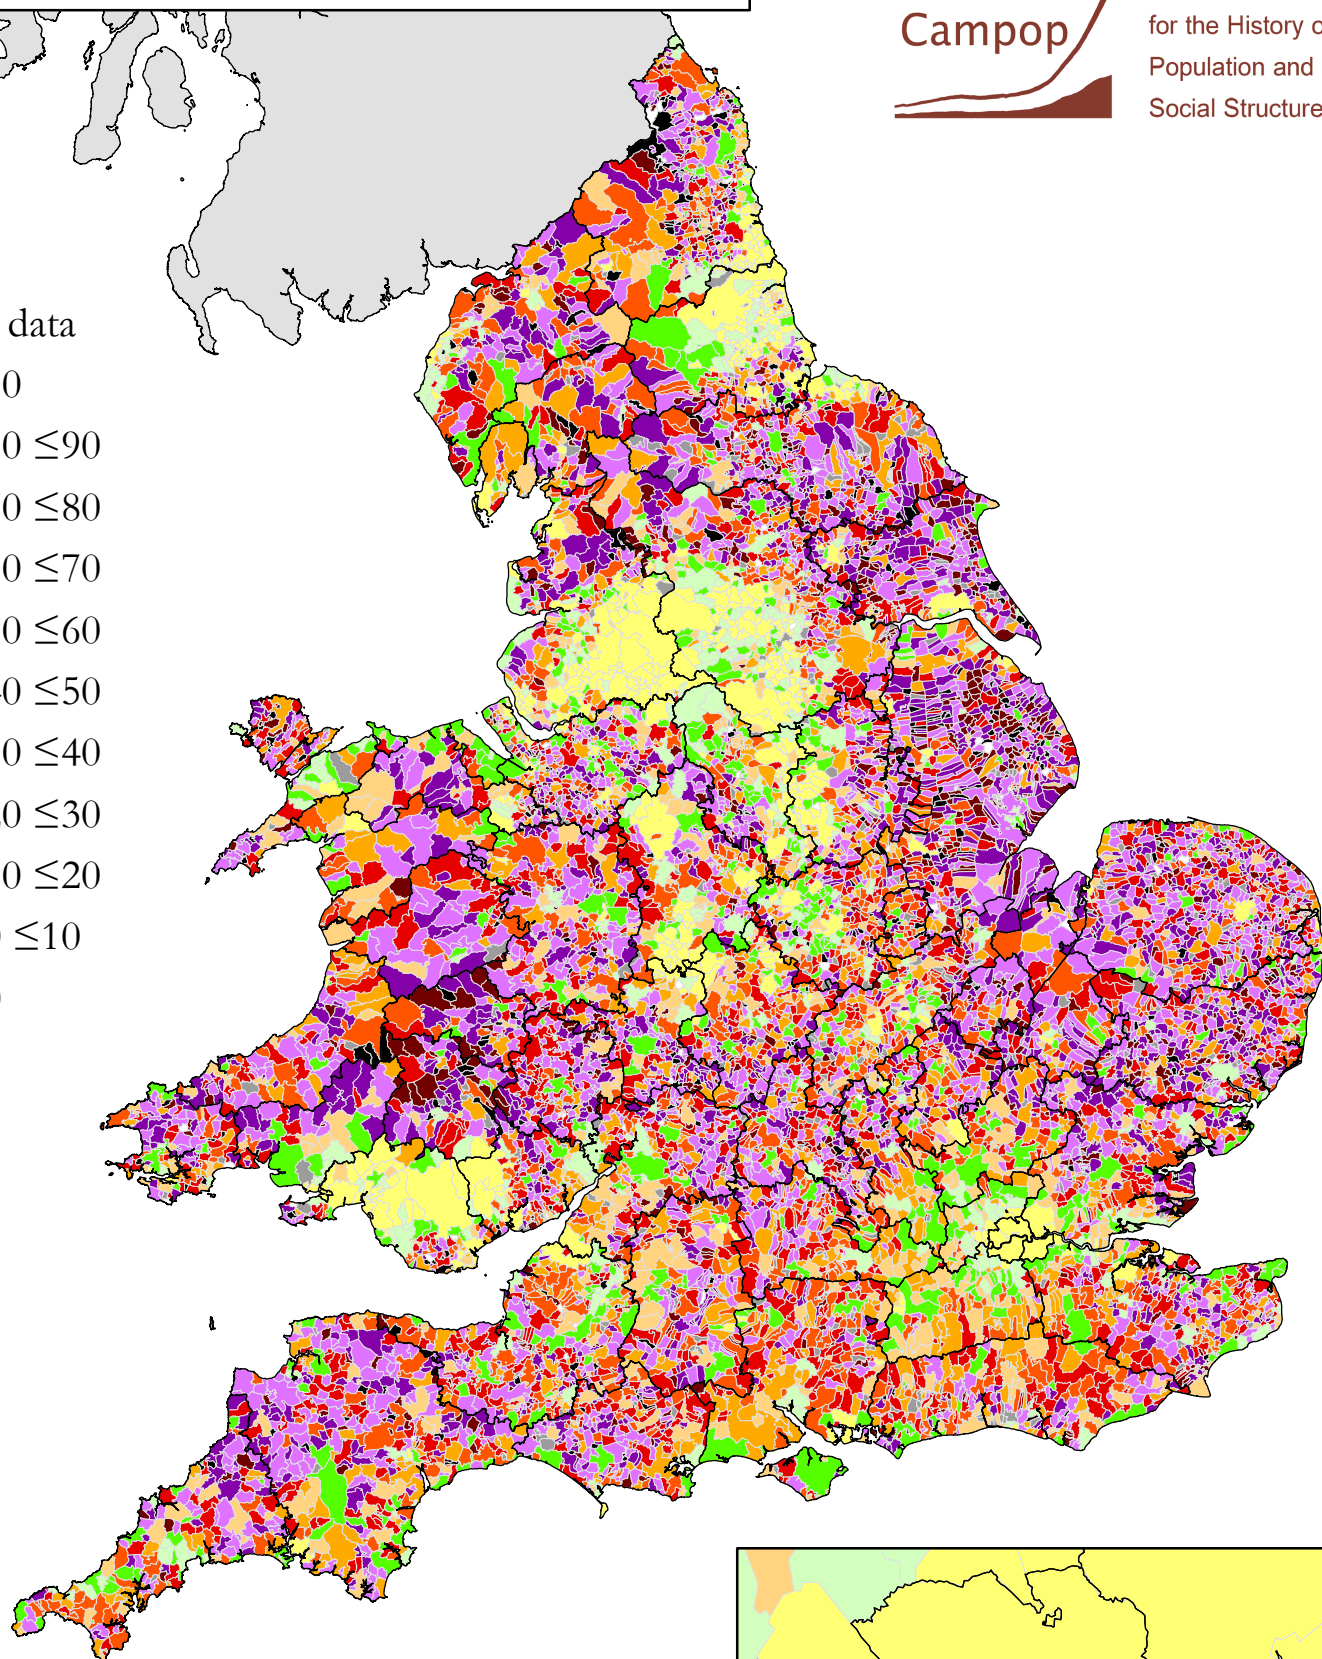 Campop
for the History o
Population and
Social Structure
data
0
0 ≤90
0 ≤80
0 ≤70
0 ≤60
0 ≤50
0 ≤40
0 ≤30
0 ≤20
≤10